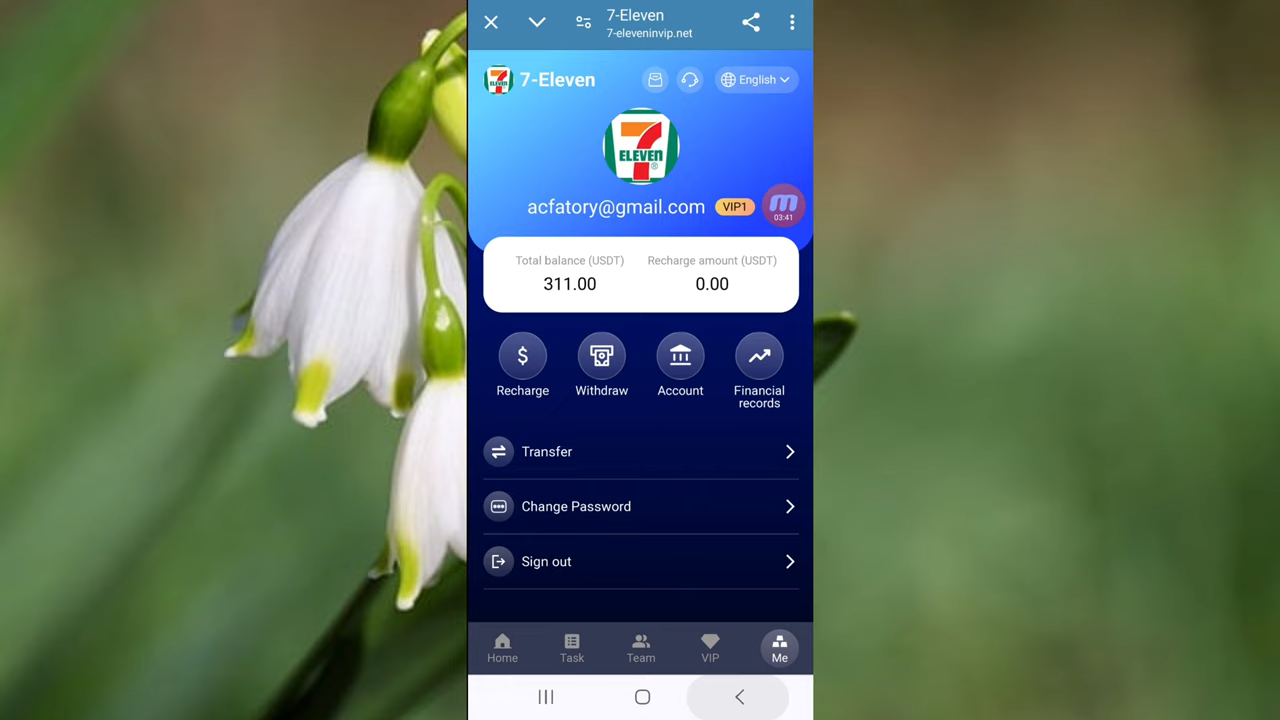 7-Eleven
7-eleveninvip.net
7-Eleven
English
7
ELEVEN
acfatory@gmail.com VIP1
03:41
Total balance (USDT) Recharge amount (USDT)
311.00 0.00
Recharge Withdraw Account Financial records
Transfer
Change Password
Sign out
Home Task Team VIP Me